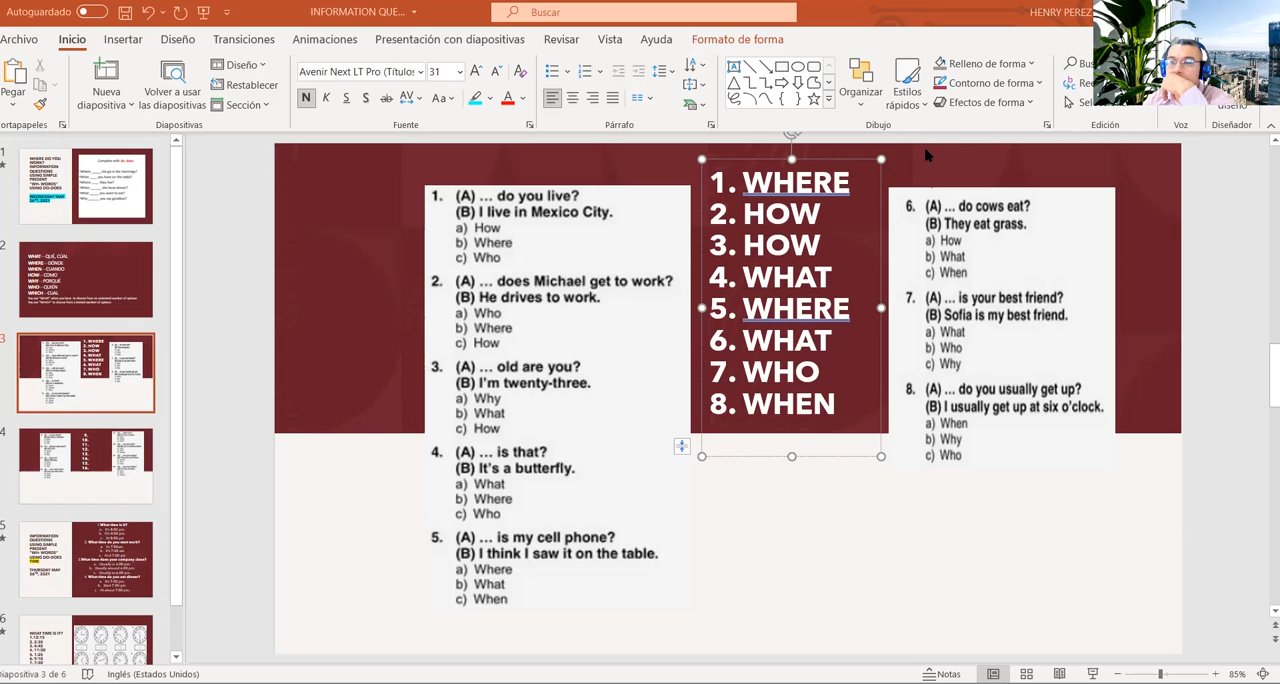 Autoguardado
INFORMATION QUE...
Buscar
HENRY PEREZ
Archivo
Inicio
Insertar
Diseño
Transiciones
Animaciones
diapositivas
Revisar
Vista
Ayuda
Formato de forma
Pegar
Nueva
diapositiva
Volver a usar las
diapositivas
Diseño
Restablecer
Sección
Avenir Next LT Pro (Títulos
Aa
Organizar
Estilos
rápidos
Relleno de forma
Contorno de forma
Efectos de forma
Diapositivas
Fuente
Párrafo
Dibujo
Edición
Voz
Diseñador
1. (A) ... do you live?
(B) I live in Mexico City.
a) How
b) Where
c) Who
2. (A) ... does Michael get to work?
(B) He drives to work.
a) Who
b) Where
c) How
3. (A) ... old are you?
(B) I'm twenty-three.
a) Why
b) What
c) How
4. (A) ... is that?
(B) It's a butterfly.
a) What
b) Where
c) Who
5. (A) ... is my cell phone?
(B) I think I saw it on the table.
a) Where
b) What
c) When
1. WHERE
2. HOW
3. HOW
4. WHAT
5. WHERE
6. WHAT
7. WHO
8. WHEN
6. (A) ... do cows eat?
(B) They eat grass.
a) How
b) What
c) When
7. (A) ... is your best friend?
(B) Sofia is my best friend.
a) What
b) Who
c) Why
8. (A) ... do you usually get up?
(B) I usually get up at six o'clock.
a) When
b) Why
c) Who
Diapositiva 3 de 6
Inglés (Estados Unidos)
Notas
85%